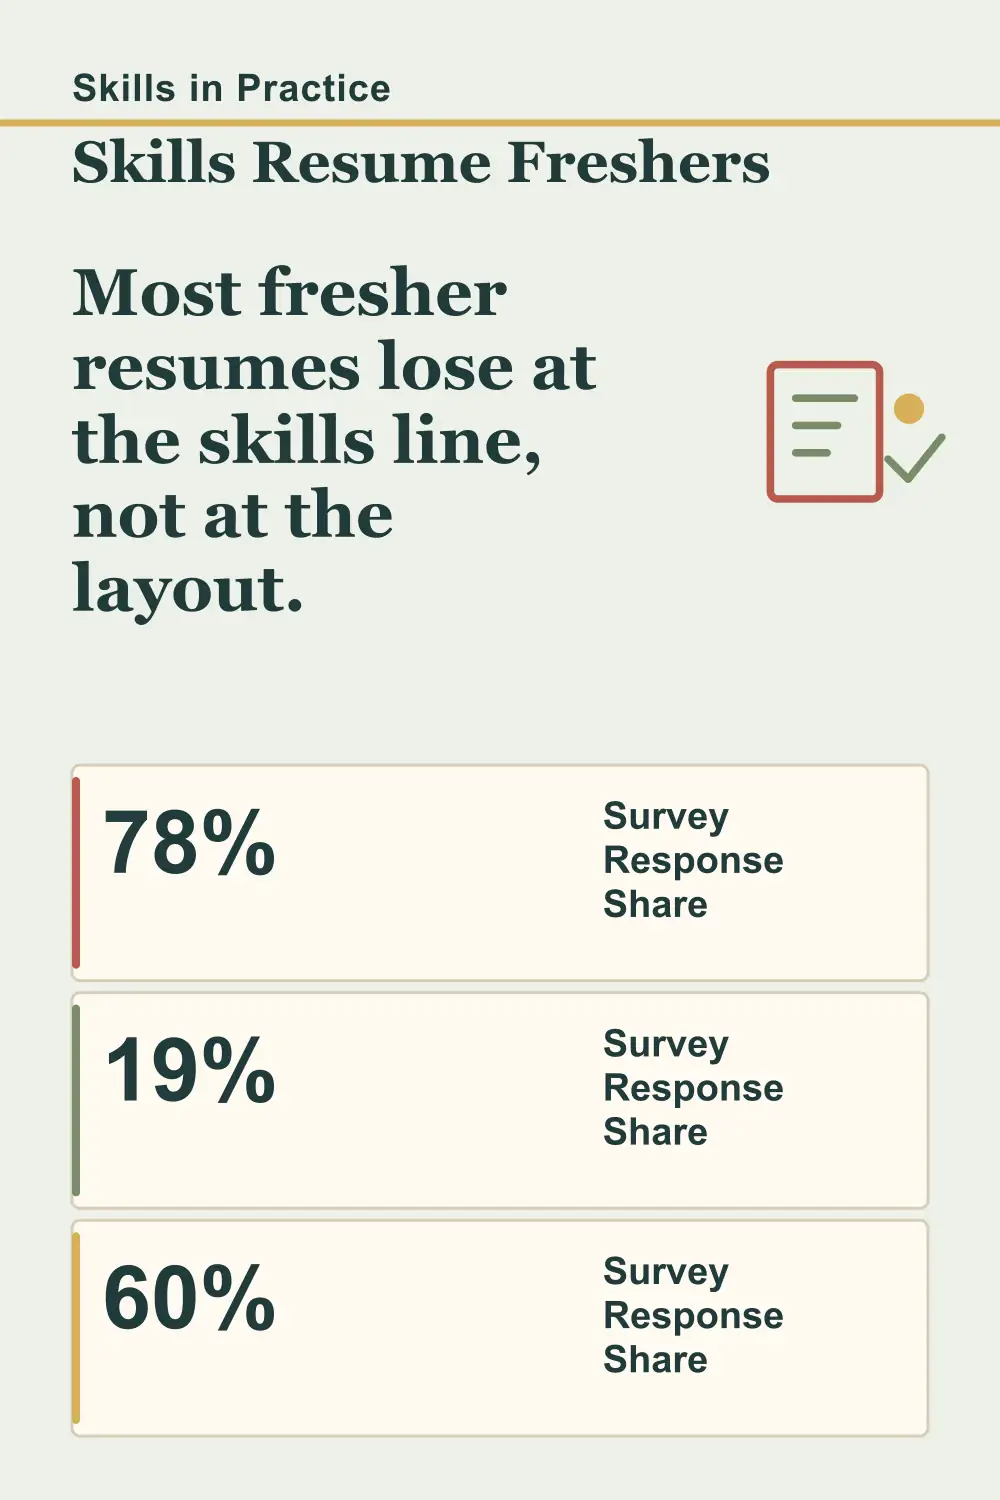 Skills in Practice
Skills Resume Freshers
Most fresher
resumes lose at
the skills line,
not at the
layout.
78%
Survey
Response
Share
19%
Survey
Response
Share
60%
Survey
Response
Share